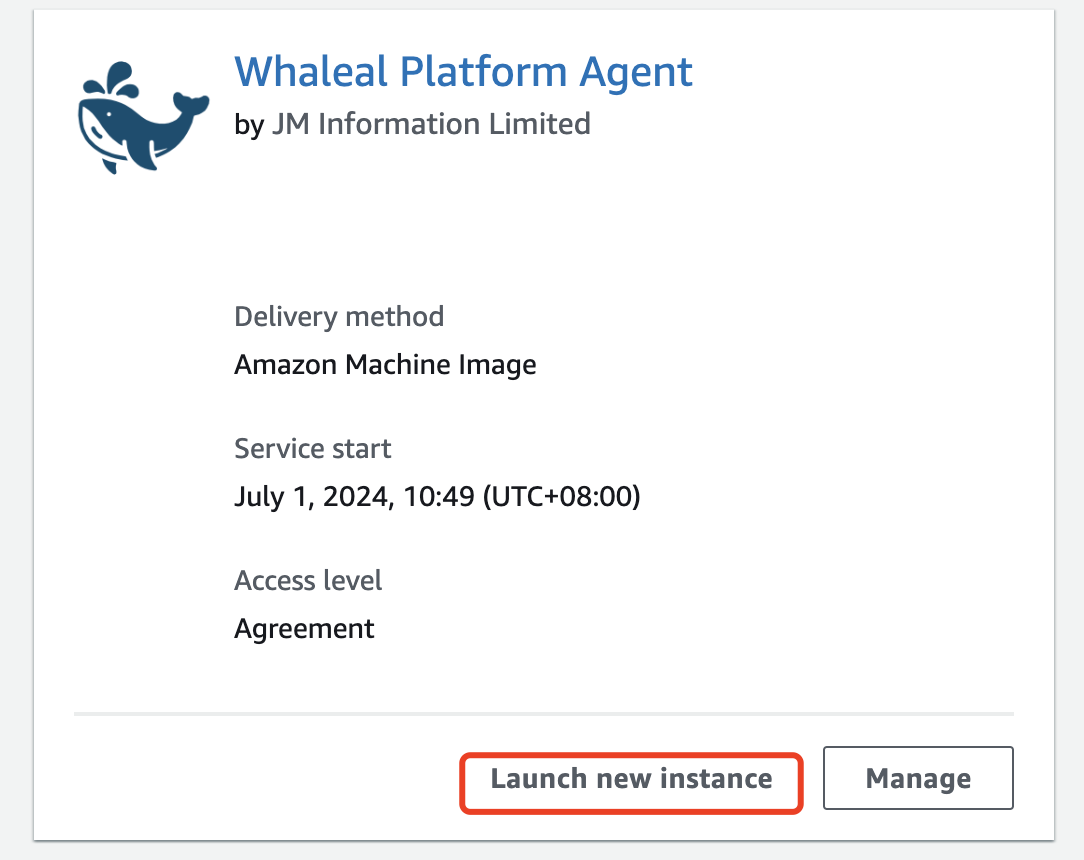 Whaleal Platform Agent
by JM Information Limited
Delivery method
Amazon Machine Image
Service start
July 1, 2024, 10:49 (UTC+08:00)
Access level
Agreement
Launch new instance
Manage